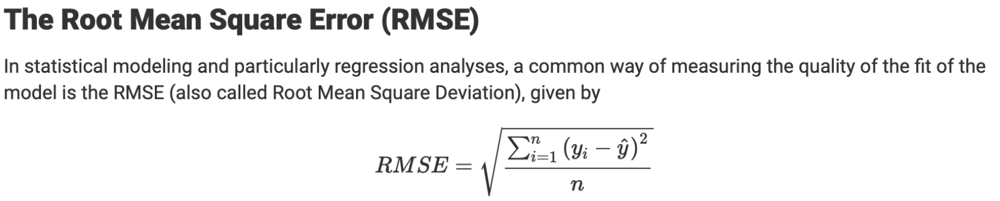 The Root Mean Square Error (RMSE)
In statistical modeling and particularly regression analyses, a common way of measuring the quality of the fit of the
model is the RMSE (also called Root Mean Square Deviation), given by
$RMSE = \sqrt{\frac{\sum_{i=1}^{n} (y_i - \hat{y})^2}{n}}$